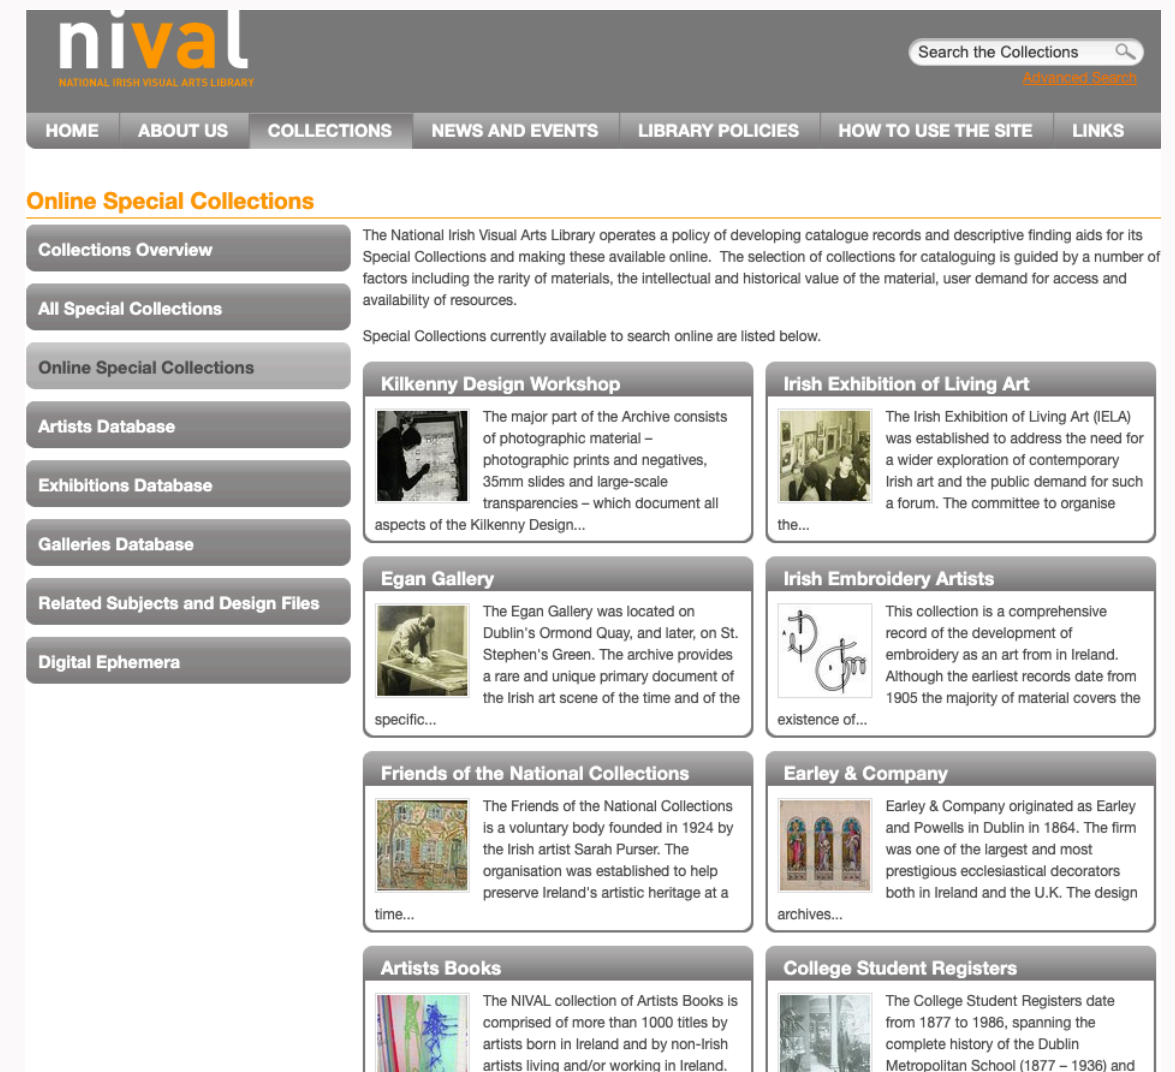 nival
NATIONAL IRISH VISUAL ARTS LIBRARY
Search the Collections
Advanced Search
HOME
ABOUT US
COLLECTIONS
NEWS AND EVENTS
LIBRARY POLICIES
HOW TO USE THE SITE
LINKS
Online Special Collections
Collections Overview
All Special Collections
Online Special Collections
Artists Database
Exhibitions Database
Galleries Database
Related Subjects and Design Files
Digital Ephemera
The National Irish Visual Arts Library operates a policy of developing catalogue records and descriptive finding aids for its
Special Collections and making these available online.  The selection of collections for cataloguing is guided by a number of
factors including the rarity of materials, the intellectual and historical value of the material, user demand for access and
availability of resources.
Special Collections currently available to search online are listed below.
Kilkenny Design Workshop
The major part of the Archive consists
of photographic material –
photographic prints and negatives,
35mm slides and large-scale
transparencies – which document all
aspects of the Kilkenny Design...
Irish Exhibition of Living Art
The Irish Exhibition of Living Art (IELA)
was established to address the need for
a wider exploration of contemporary
Irish art and the public demand for such
a forum. The committee to organise
the...
Egan Gallery
The Egan Gallery was located on
Dublin's Ormond Quay, and later, on St.
Stephen's Green. The archive provides
a rare and unique primary document of
the Irish art scene of the time and of the
specific...
Irish Embroidery Artists
A
B
This collection is a comprehensive
record of the development of
embroidery as an art from in Ireland.
Although the earliest records date from
1905 the majority of material covers the
existence of...
Friends of the National Collections
The Friends of the National Collections
is a voluntary body founded in 1924 by
the Irish artist Sarah Purser. The
organisation was established to help
preserve Ireland's artistic heritage at a
time...
Earley & Company
Earley & Company originated as Earley
and Powells in Dublin in 1864. The firm
was one of the largest and most
prestigious ecclesiastical decorators
both in Ireland and the U.K. The design
archives...
Artists Books
The NIVAL collection of Artists Books is
comprised of more than 1000 titles by
artists born in Ireland and by non-Irish
artists living and/or working in Ireland.
College Student Registers
The College Student Registers date
from 1877 to 1986, spanning the
complete history of the Dublin
Metropolitan School (1877 – 1936) and